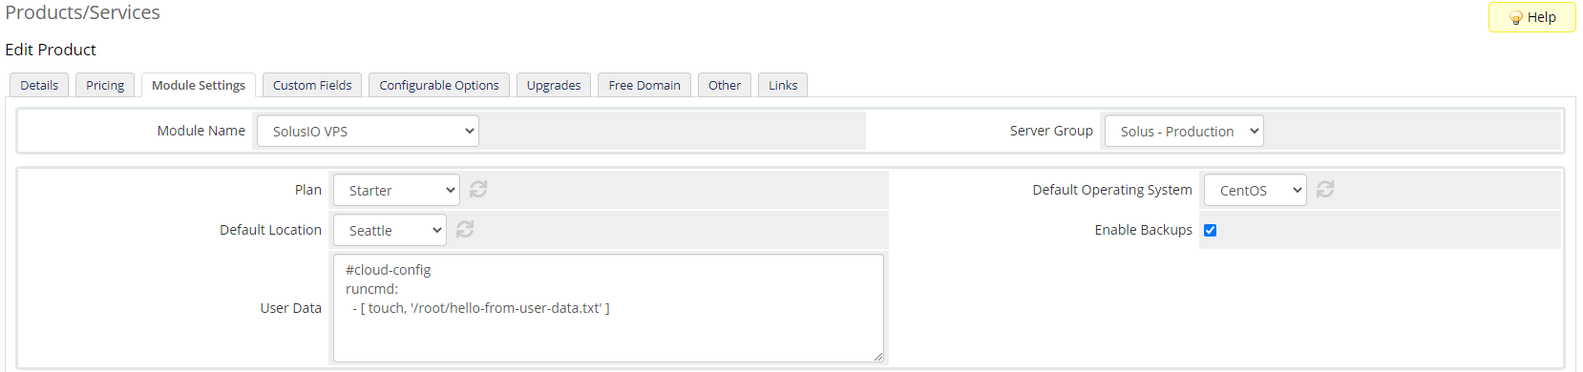 Products/Services
Help
Edit Product
Details Pricing Module Settings Custom Fields Configurable Options Upgrades Free Domain Other Links
Module Name SolusIO VPS Server Group Solus - Production
Plan Starter Default Operating System CentOS
Default Location Seattle Enable Backups
User Data #cloud-config
runcmd:
- [ touch, '/root/hello-from-user-data.txt' ]